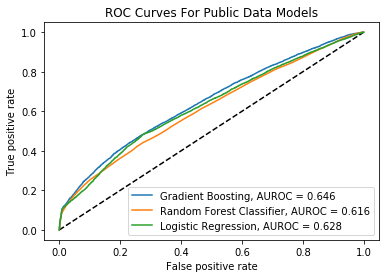 ROC Curves For Public Data Models
1.0
0.8
0.6
0.4
0.2
0.0
True positive rate
Gradient Boosting, AUROC = 0.646
Random Forest Classifier, AUROC = 0.616
Logistic Regression, AUROC = 0.628
0.0 0.2 0.4 0.6 0.8 1.0
False positive rate